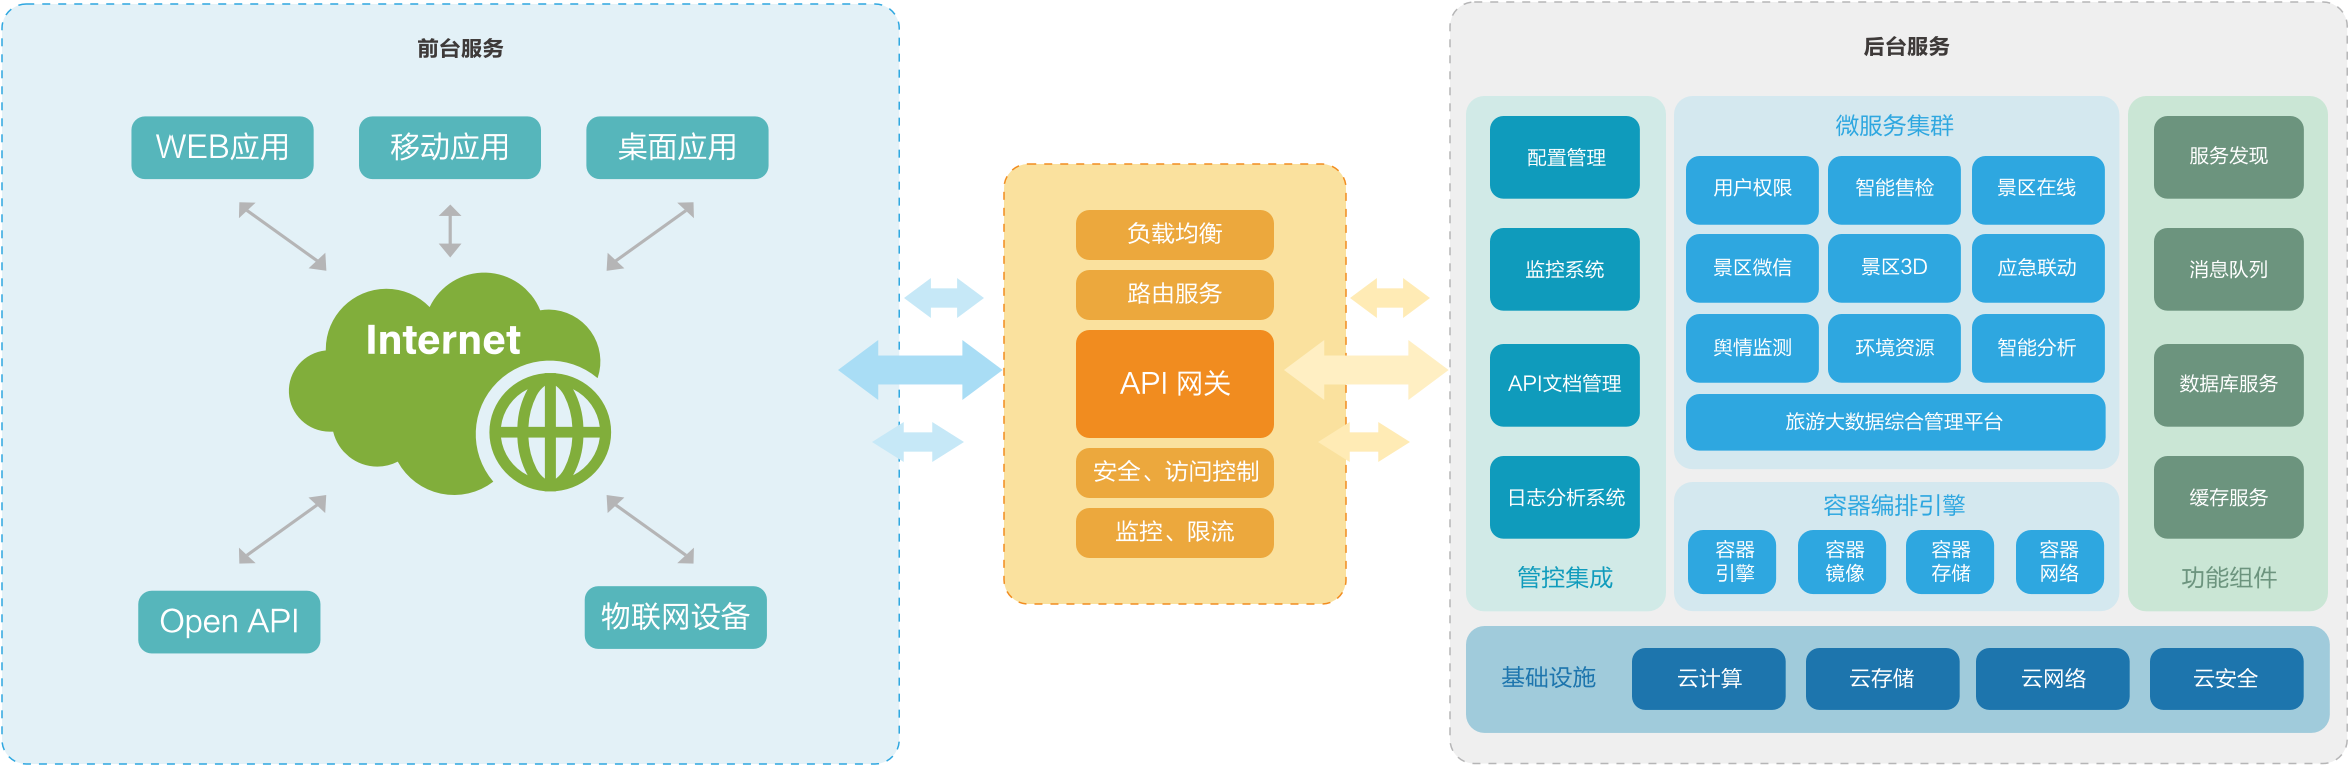 前台服务
WEB应用
移动应用
桌面应用
Internet
Open API
物联网设备
负载均衡
路由服务
API 网关
安全、访问控制
监控、限流
后台服务
配置管理
监控系统
API文档管理
日志分析系统
管控集成
微服务集群
用户权限
智能售检
景区在线
景区微信
景区3D
应急联动
舆情监测
环境资源
智能分析
旅游大数据综合管理平台
容器编排引擎
容器
引擎
容器
镜像
容器
存储
容器
网络
服务发现
消息队列
数据库服务
缓存服务
功能组件
基础设施
云计算
云存储
云网络
云安全